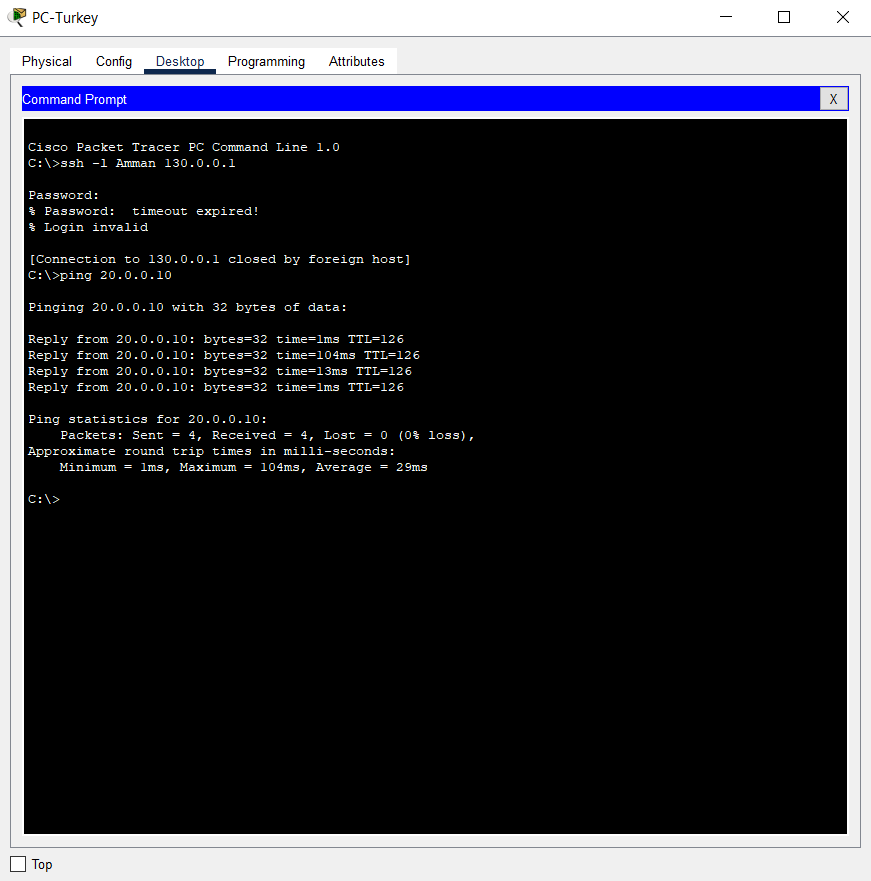 PC-Turkey
Physical Config Desktop Programming Attributes
Command Prompt
X
Cisco Packet Tracer PC Command Line 1.0
C:\>ssh -l Amman 130.0.0.1
Password:
% Password:  timeout expired!
% Login invalid
[Connection to 130.0.0.1 closed by foreign host]
C:\>ping 20.0.0.10
Pinging 20.0.0.10 with 32 bytes of data:
Reply from 20.0.0.10: bytes=32 time=1ms TTL=126
Reply from 20.0.0.10: bytes=32 time=104ms TTL=126
Reply from 20.0.0.10: bytes=32 time=13ms TTL=126
Reply from 20.0.0.10: bytes=32 time=1ms TTL=126
Ping statistics for 20.0.0.10:
    Packets: Sent = 4, Received = 4, Lost = 0 (0% loss),
Approximate round trip times in milli-seconds:
    Minimum = 1ms, Maximum = 104ms, Average = 29ms
C:\>
Top